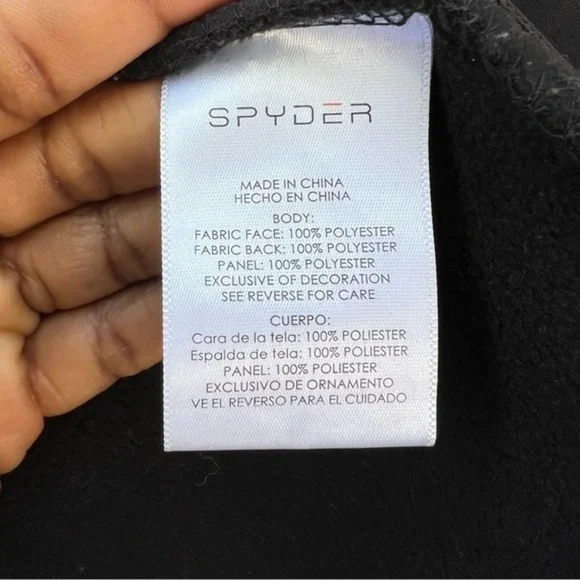 SPYDER
MADE IN CHINA
HECHO EN CHINA
BODY:
FABRIC FACE: 100% POLYESTER
FABRIC BACK: 100% POLYESTER
PANEL: 100% POLYESTER
EXCLUSIVE OF DECORATION
SEE REVERSE FOR CARE
CUERPO:
Cara de la tela: 100% POLIESTER
Espalda de tela: 100% POLIESTER
PANEL: 100% POLIESTER
EXCLUSIVO DE ORNAMENTO
VE EL REVERSO PARA EL CUIDADO